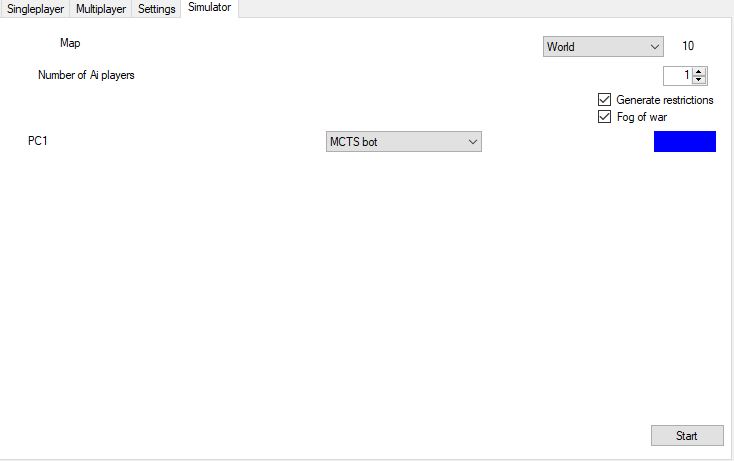 Singleplayer Multiplayer Settings Simulator
Map World 10
Number of Ai players 1
Generate restrictions
Fog of war
PC1 MCTS bot
Start